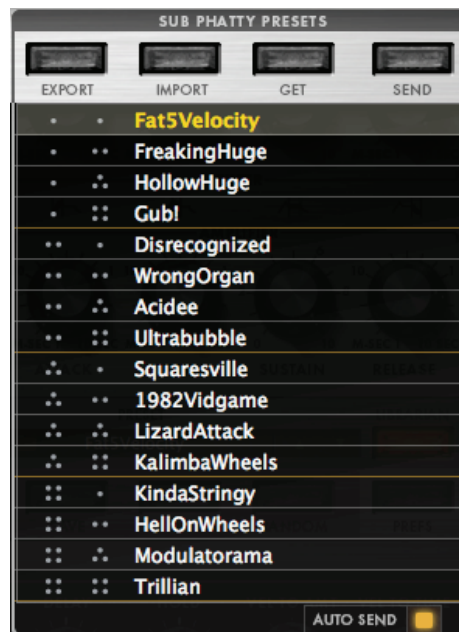 SUB PHATTY PRESETS
EXPORT IMPORT GET SEND
Fat5Velocity
FreakingHuge
HollowHuge
Gub!
Disrecognized
WrongOrgan
Acidee
Ultrabubble
Squaresville
1982Vidgame
LizardAttack
KalimbaWheels
KindaStringy
HellOnWheels
Modulatorama
Trillian
AUTO SEND